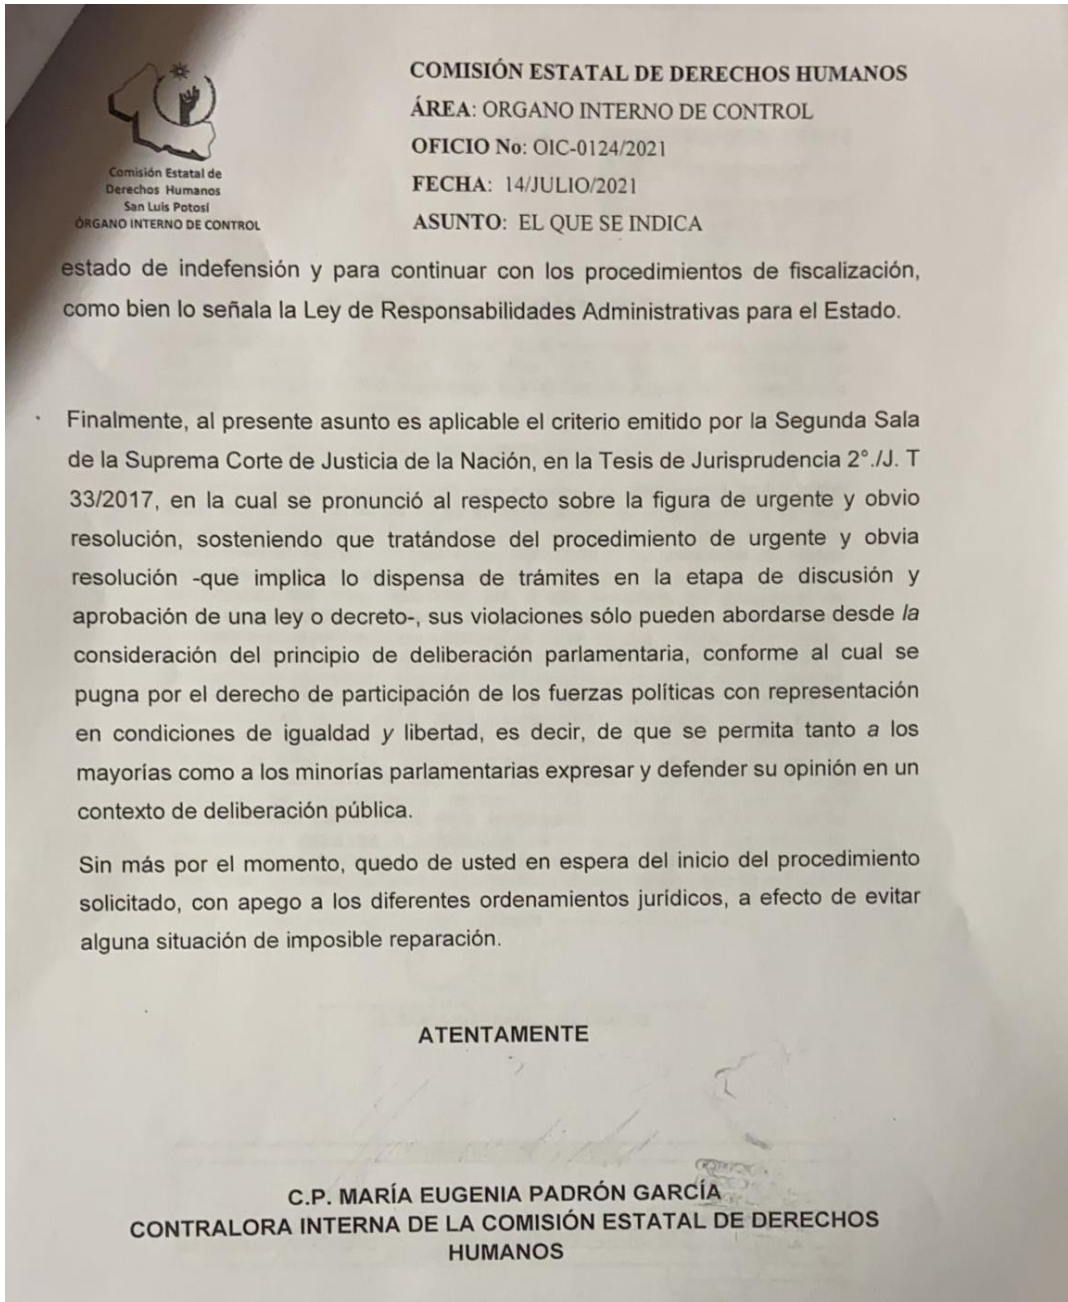 Comisión Estatal de
Derechos Humanos
San Luis Potosí
ÓRGANO INTERNO DE CONTROL
COMISIÓN ESTATAL DE DERECHOS HUMANOS
ÁREA: ORGANO INTERNO DE CONTROL
OFICIO No: OIC-0124/2021
FECHA: 14/JULIO/2021
ASUNTO: EL QUE SE INDICA
estado de indefensión y para continuar con los procedimientos de fiscalización,
como bien lo señala la Ley de Responsabilidades Administrativas para el Estado.
Finalmente, al presente asunto es aplicable el criterio emitido por la Segunda Sala
de la Suprema Corte de Justicia de la Nación, en la Tesis de Jurisprudencia 2°./J. T
33/2017, en la cual se pronunció al respecto sobre la figura de urgente y obvio
resolución, sosteniendo que tratándose del procedimiento de urgente y obvia
resolución -que implica lo dispensa de trámites en la etapa de discusión y
aprobación de una ley o decreto-, sus violaciones sólo pueden abordarse desde la
consideración del principio de deliberación parlamentaria, conforme al cual se
pugna por el derecho de participación de los fuerzas políticas con representación
en condiciones de igualdad y libertad, es decir, de que se permita tanto a los
mayorías como a los minorías parlamentarias expresar y defender su opinión en un
contexto de deliberación pública.
Sin más por el momento, quedo de usted en espera del inicio del procedimiento
solicitado, con apego a los diferentes ordenamientos jurídicos, a efecto de evitar
alguna situación de imposible reparación.
ATENTAMENTE
C.P. MARÍA EUGENIA PADRÓN GARCÍA
CONTRALORA INTERNA DE LA COMISIÓN ESTATAL DE DERECHOS
HUMANOS